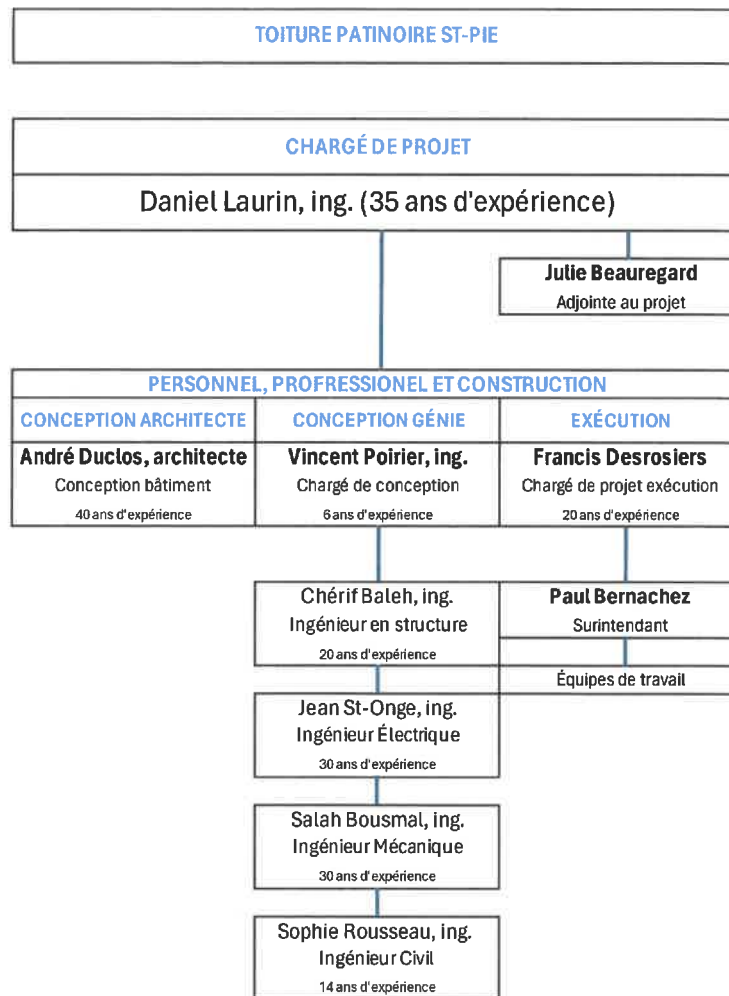 TOITURE PATINOIRE ST-PIE
CHARGÉ DE PROJET
Daniel Laurin, ing. (35 ans d'expérience)
Julie Beauregard
Adjointe au projet
PERSONNEL, PROFRESSIONEL ET CONSTRUCTION
CONCEPTION ARCHITECTE
André Duclos, architecte
Conception bâtiment
40 ans d'expérience
CONCEPTION GÉNIE
Vincent Poirier, ing.
Chargé de conception
6 ans d'expérience
EXÉCUTION
Francis Desrosiers
Chargé de projet exécution
20 ans d'expérience
Chérif Baleh, ing.
Ingénieur en structure
20 ans d'expérience
Paul Bernachez
Surintendant
Équipes de travail
Jean St-Onge, ing.
Ingénieur Électrique
30 ans d'expérience
Salah Bousmal, ing.
Ingénieur Mécanique
30 ans d'expérience
Sophie Rousseau, ing.
Ingénieur Civil
14 ans d'expérience